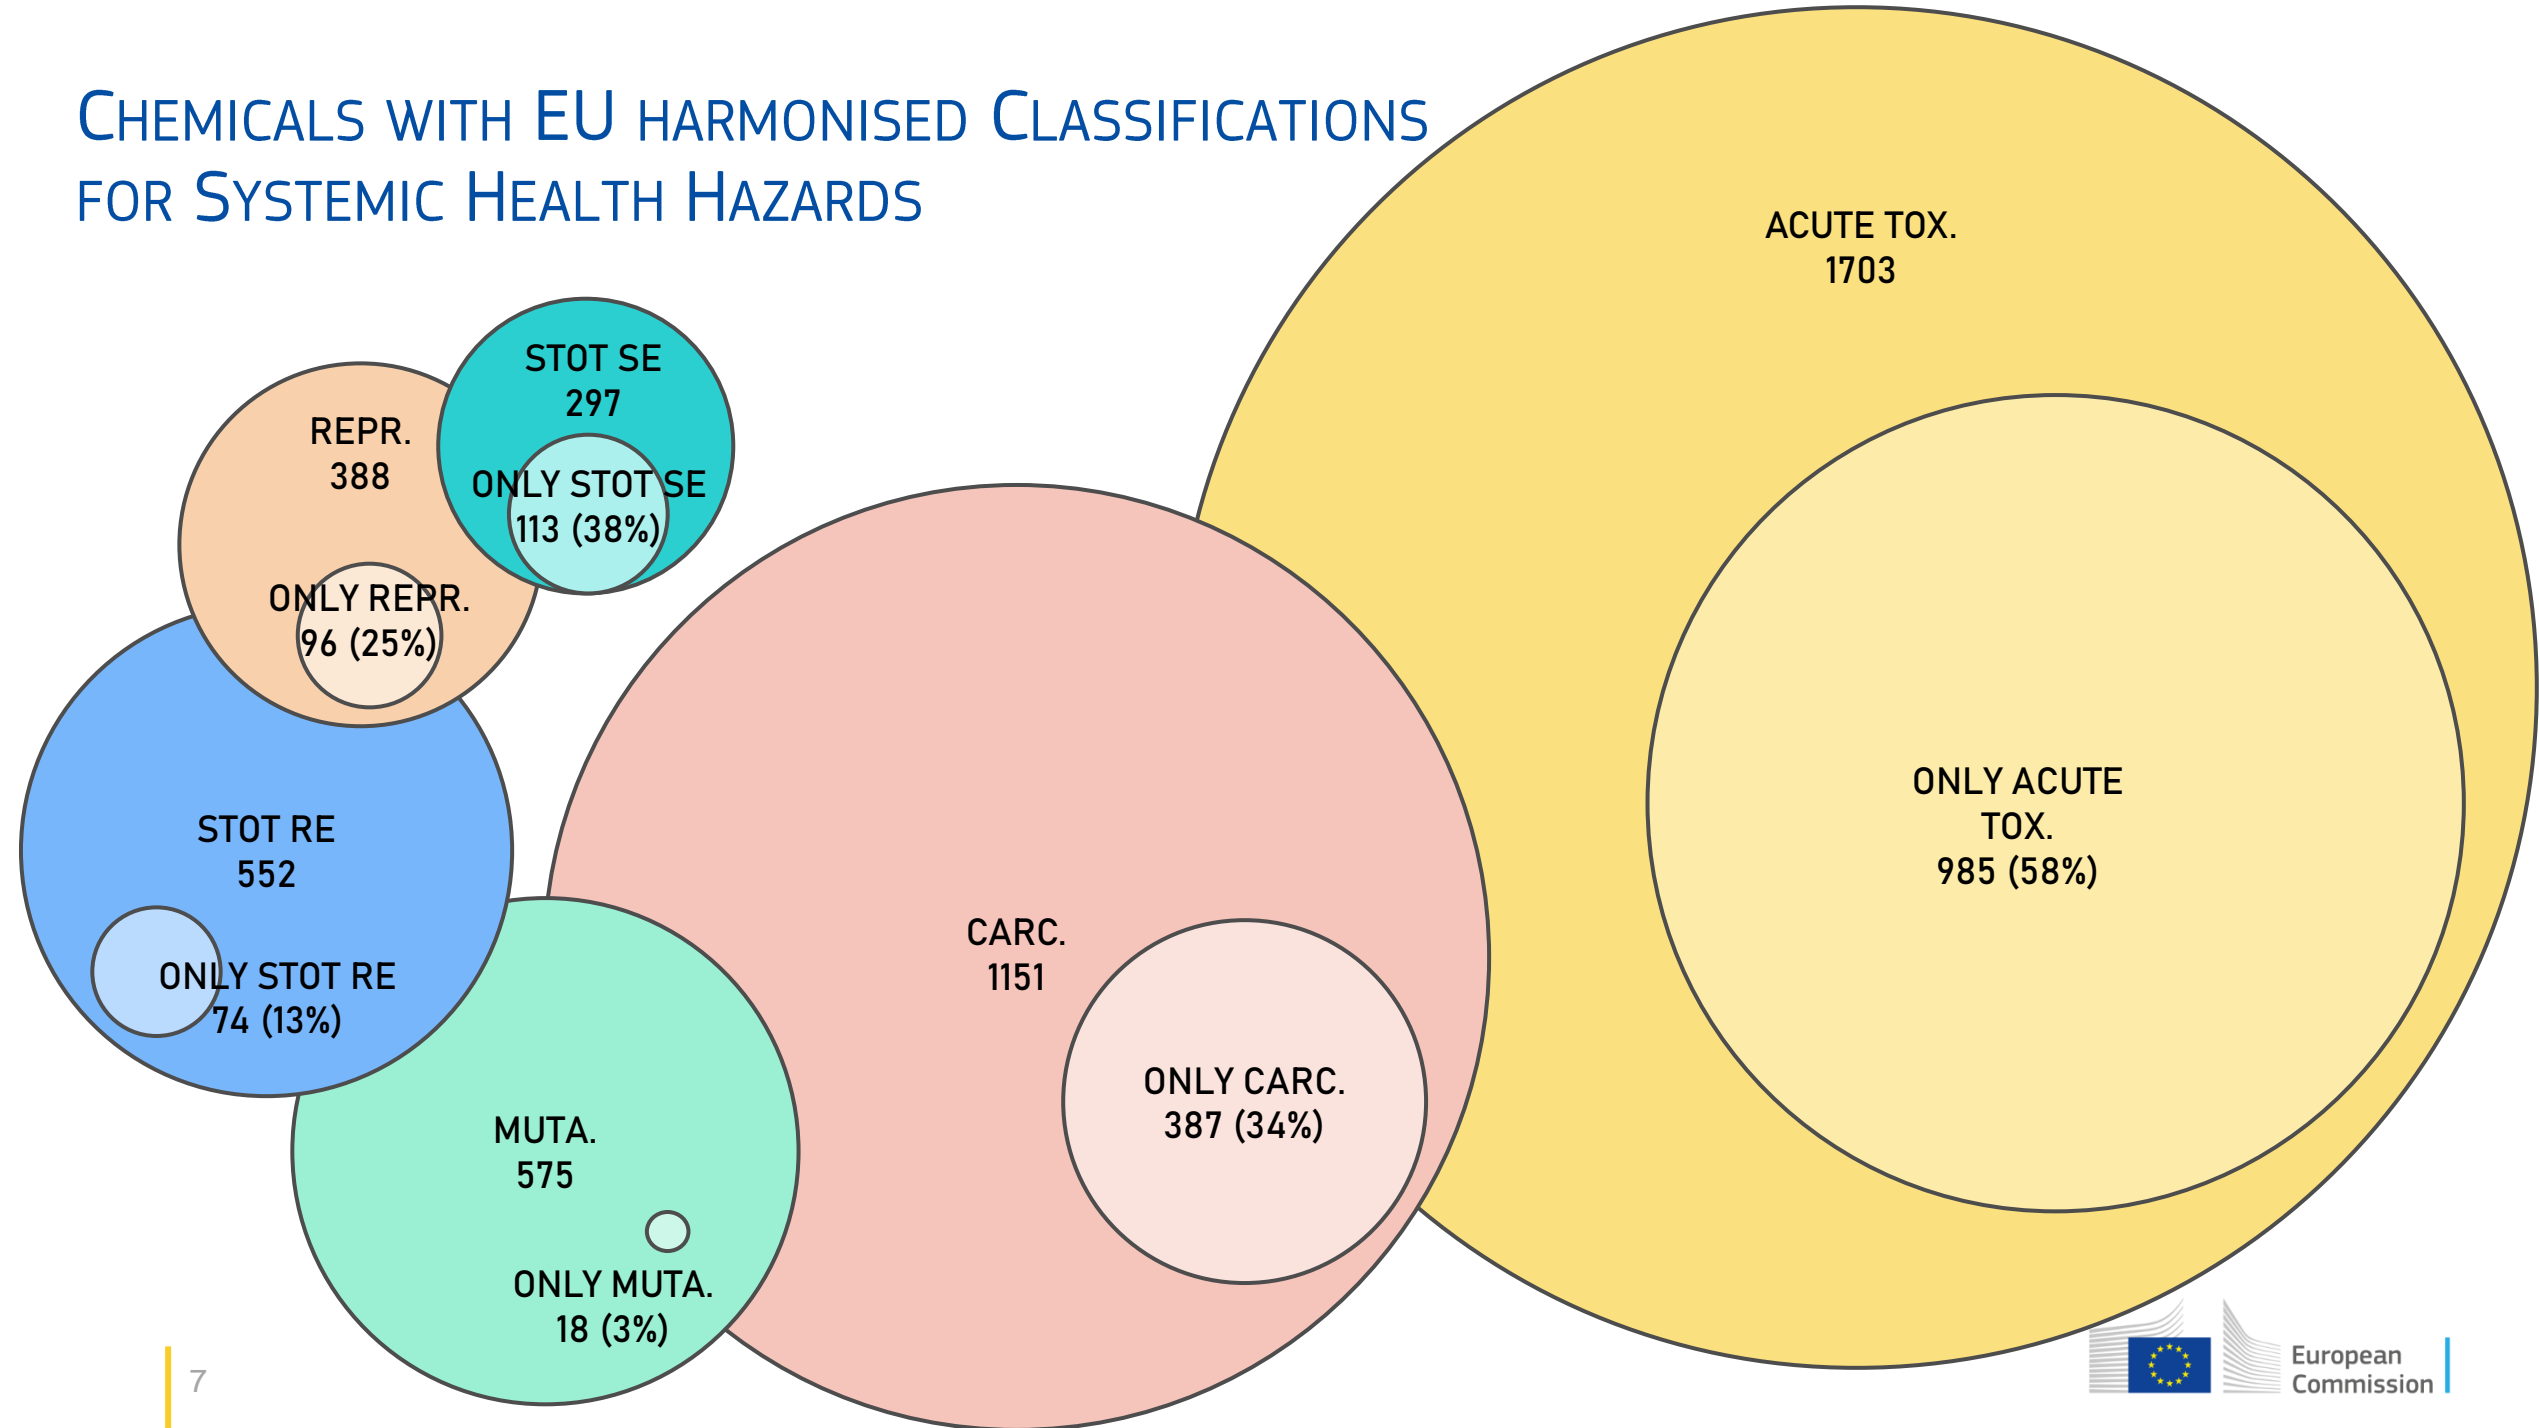 CHEMICALS WITH EU HARMONISED CLASSIFICATIONS
FOR SYSTEMIC HEALTH HAZARDS
ACUTE TOX.
1703
STOT SE
297
ONLY STOT SE
113 (38%)
REPR.
388
ONLY REPR.
96 (25%)
STOT RE
552
ONLY STOT RE
74 (13%)
ONLY ACUTE
TOX.
985 (58%)
CARC.
1151
ONLY CARC.
387 (34%)
MUTA.
575
ONLY MUTA.
18 (3%)
7
European
Commission